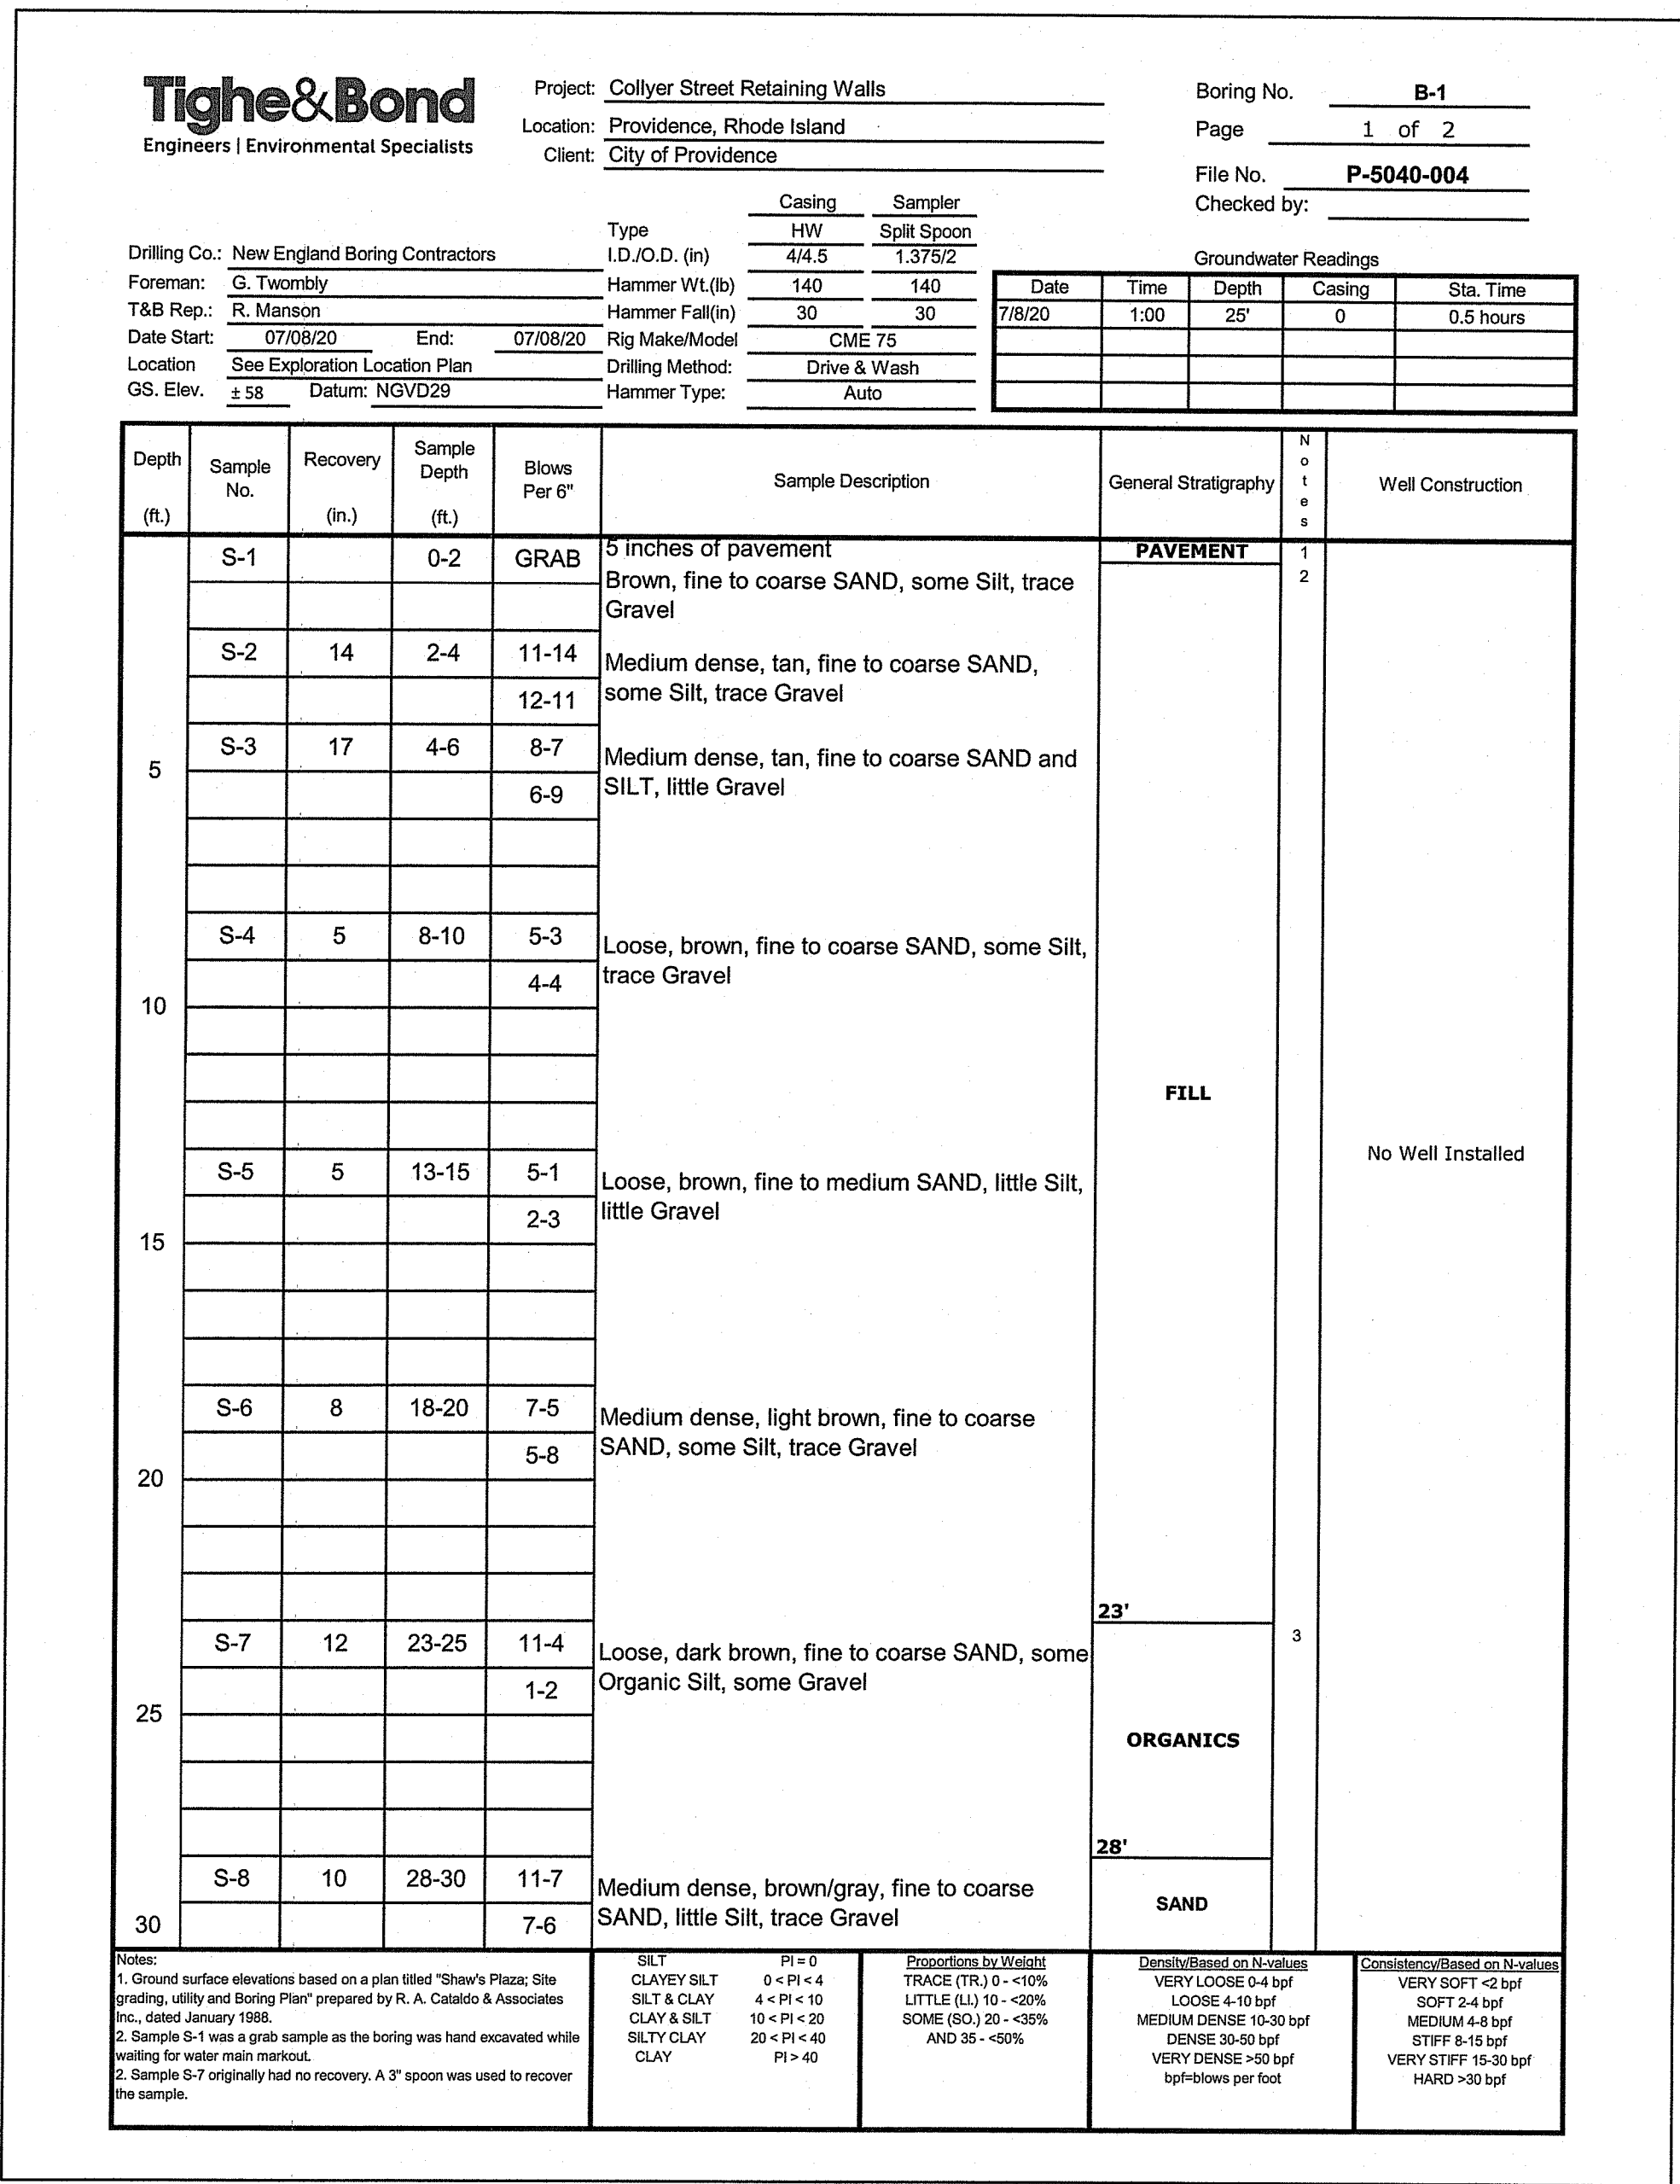 Tighe&Bond
Engineers | Environmental Specialists
Project: Collyer Street Retaining Walls
Location: Providence, Rhode Island
Client: City of Providence
Boring No. B-1
Page 1 of 2
File No. P-5040-004
Checked by:
Casing Sampler
Type HW Split Spoon
I.D./O.D. (in) 4/4.5 1.375/2
Hammer Wt.(lb) 140 140
Hammer Fall(in) 30 30
Rig Make/Model CME 75
Drilling Method: Drive & Wash
Hammer Type: Auto
Drilling Co.: New England Boring Contractors
Foreman: G. Twombly
T&B Rep.: R. Manson
Date Start: 07/08/20 End: 07/08/20
Location See Exploration Location Plan
GS. Elev. ± 58 Datum: NGVD29
Groundwater Readings
Date Time Depth Casing Sta. Time
7/8/20 1:00 25' 0 0.5 hours
Depth (ft.) Sample No. Recovery (in.) Sample Depth (ft.) Blows Per 6" Sample Description General Stratigraphy Notes Well Construction
S-1 0-2 GRAB 5 inches of pavement PAVEMENT 1
Brown, fine to coarse SAND, some Silt, trace 2
Gravel
S-2 14 2-4 11-14 Medium dense, tan, fine to coarse SAND,
12-11 some Silt, trace Gravel
S-3 17 4-6 8-7 Medium dense, tan, fine to coarse SAND and
5
6-9 SILT, little Gravel
S-4 5 8-10 5-3 Loose, brown, fine to coarse SAND, some Silt,
4-4 trace Gravel
10
FILL
No Well Installed
S-5 5 13-15 5-1 Loose, brown, fine to medium SAND, little Silt,
2-3 little Gravel
15
S-6 8 18-20 7-5 Medium dense, light brown, fine to coarse
5-8 SAND, some Silt, trace Gravel
20
23'
S-7 12 23-25 11-4 Loose, dark brown, fine to coarse SAND, some 3
1-2 Organic Silt, some Gravel
25
ORGANICS
28'
S-8 10 28-30 11-7 Medium dense, brown/gray, fine to coarse
SAND
30 7-6 SAND, little Silt, trace Gravel
Notes:
1. Ground surface elevations based on a plan titled "Shaw's Plaza; Site
grading, utility and Boring Plan" prepared by R. A. Cataldo & Associates
Inc., dated January 1988.
2. Sample S-1 was a grab sample as the boring was hand excavated while
waiting for water main markout.
2. Sample S-7 originally had no recovery. A 3" spoon was used to recover
the sample.
SILT PI = 0
CLAYEY SILT 0 < PI < 4
SILT & CLAY 4 < PI < 10
CLAY & SILT 10 < PI < 20
SILTY CLAY 20 < PI < 40
CLAY PI > 40
Proportions by Weight
TRACE (TR.) 0 - <10%
LITTLE (LI.) 10 - <20%
SOME (SO.) 20 - <35%
AND 35 - <50%
Density/Based on N-values
VERY LOOSE 0-4 bpf
LOOSE 4-10 bpf
MEDIUM DENSE 10-30 bpf
DENSE 30-50 bpf
VERY DENSE >50 bpf
bpf=blows per foot
Consistency/Based on N-values
VERY SOFT <2 bpf
SOFT 2-4 bpf
MEDIUM 4-8 bpf
STIFF 8-15 bpf
VERY STIFF 15-30 bpf
HARD >30 bpf